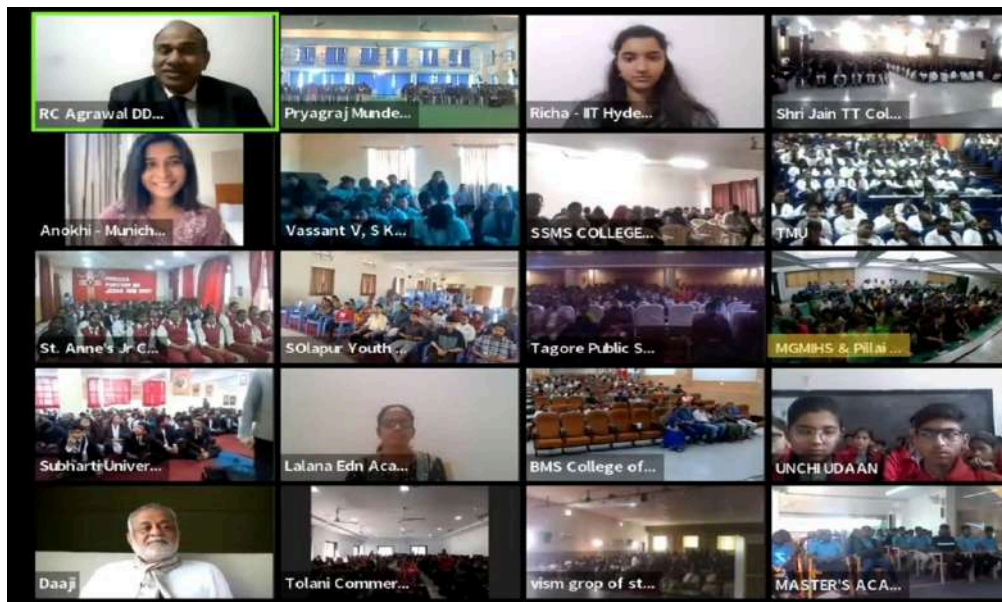 RC Agrawal DD...
Pryagraj Munde...
Richa - IIT Hyde...
Shri Jain TT Col...
Anokhi - Munich...
Vassant V, S K...
SSMS COLLEGE...
TMU
St. Anne's Jr C...
SOlapur Youth ...
Tagore Public S...
MGMIHS & Pillai ...
Subharti Univer...
Lalana Edn Aca...
BMS College of...
UNCHI UDAAN
Daaji
Tolani Commer...
vism grop of st...
MASTER'S ACA...